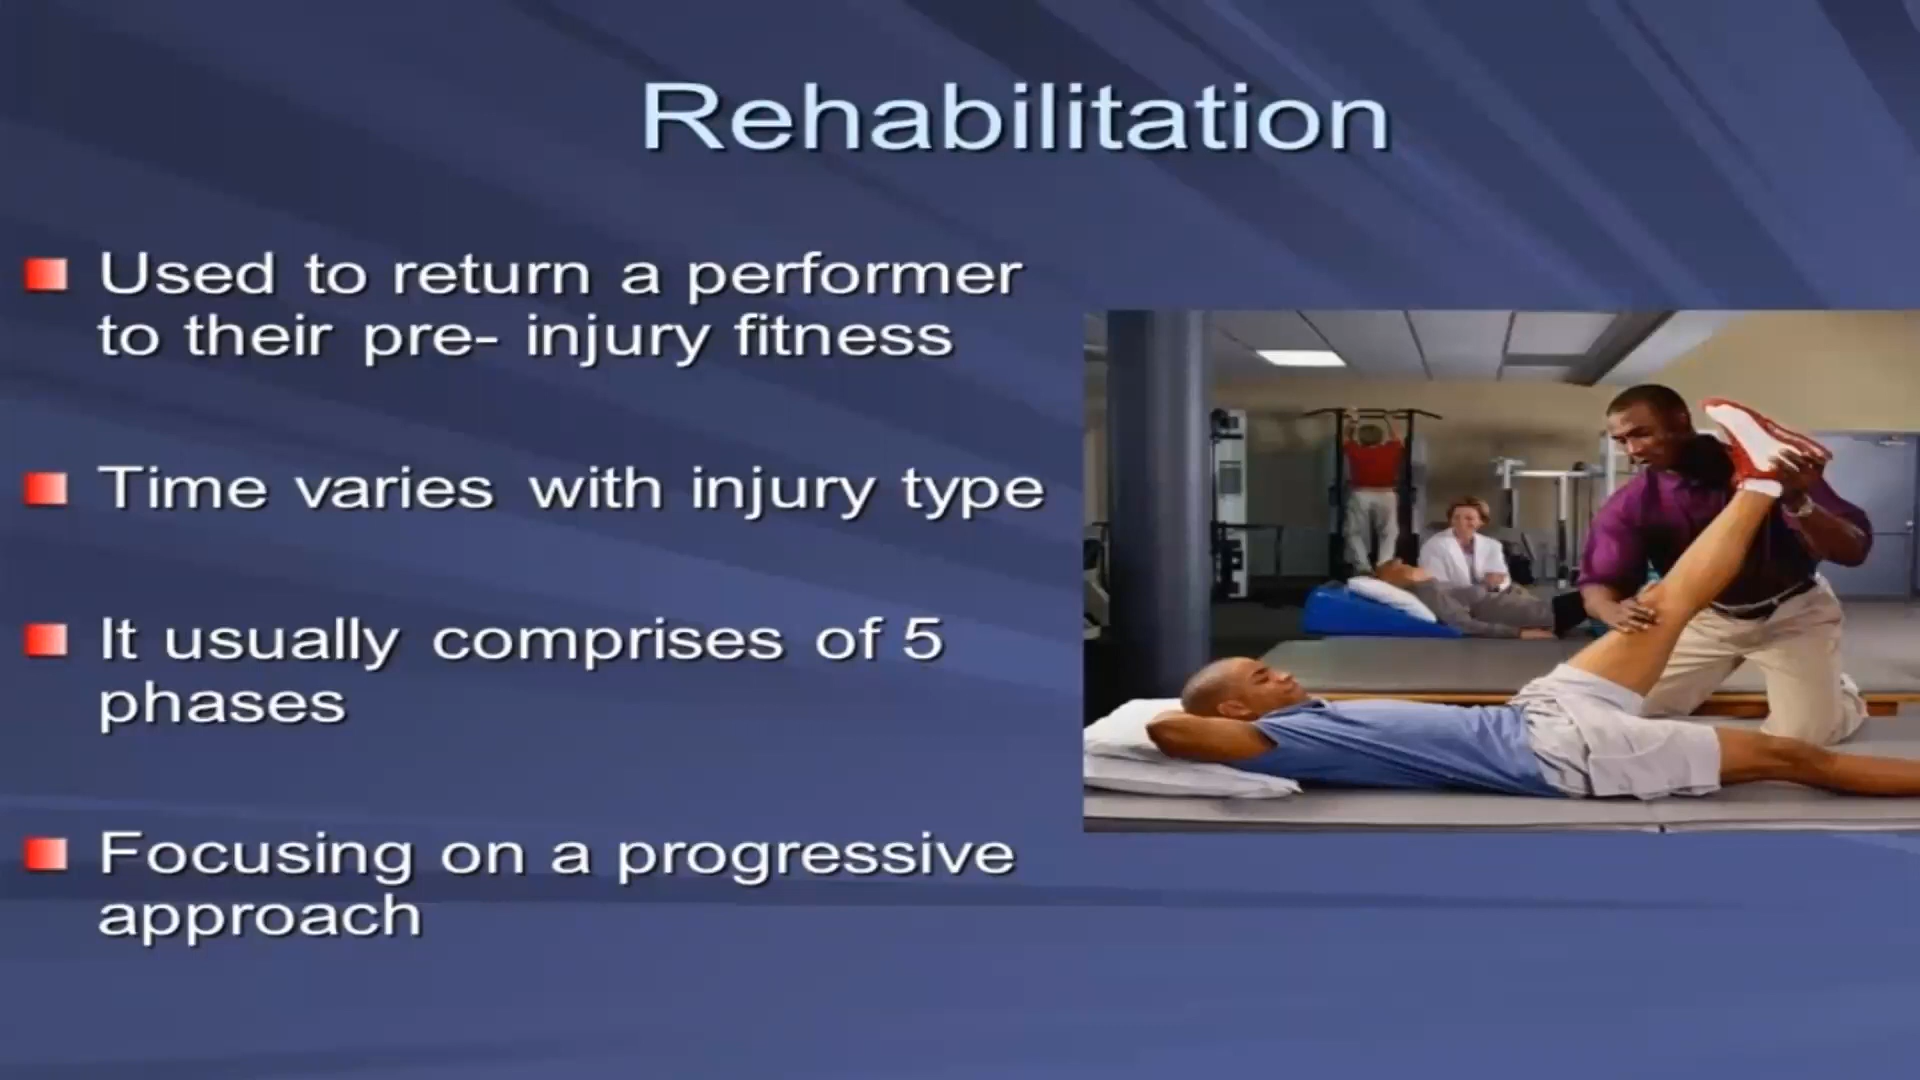 Rehabilitation
Used to return a performer
to their pre- injury fitness
Time varies with injury type
It usually comprises of 5
phases
Focusing on a progressive
approach